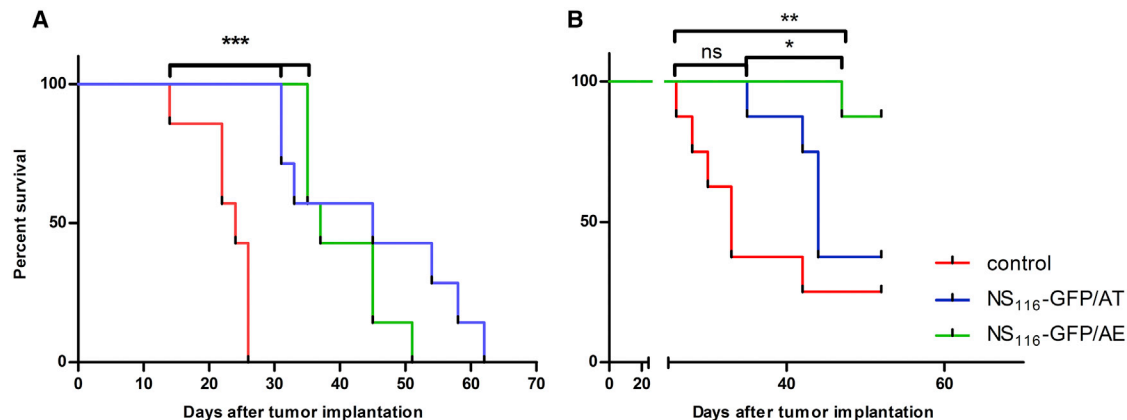 A
***
100
50
0
Percent survival
0 10 20 30 40 50 60 70
Days after tumor implantation
B
**
ns *
100
50
0
0 20 40 60
Days after tumor implantation
control
NS116-GFP/AT
NS116-GFP/AE